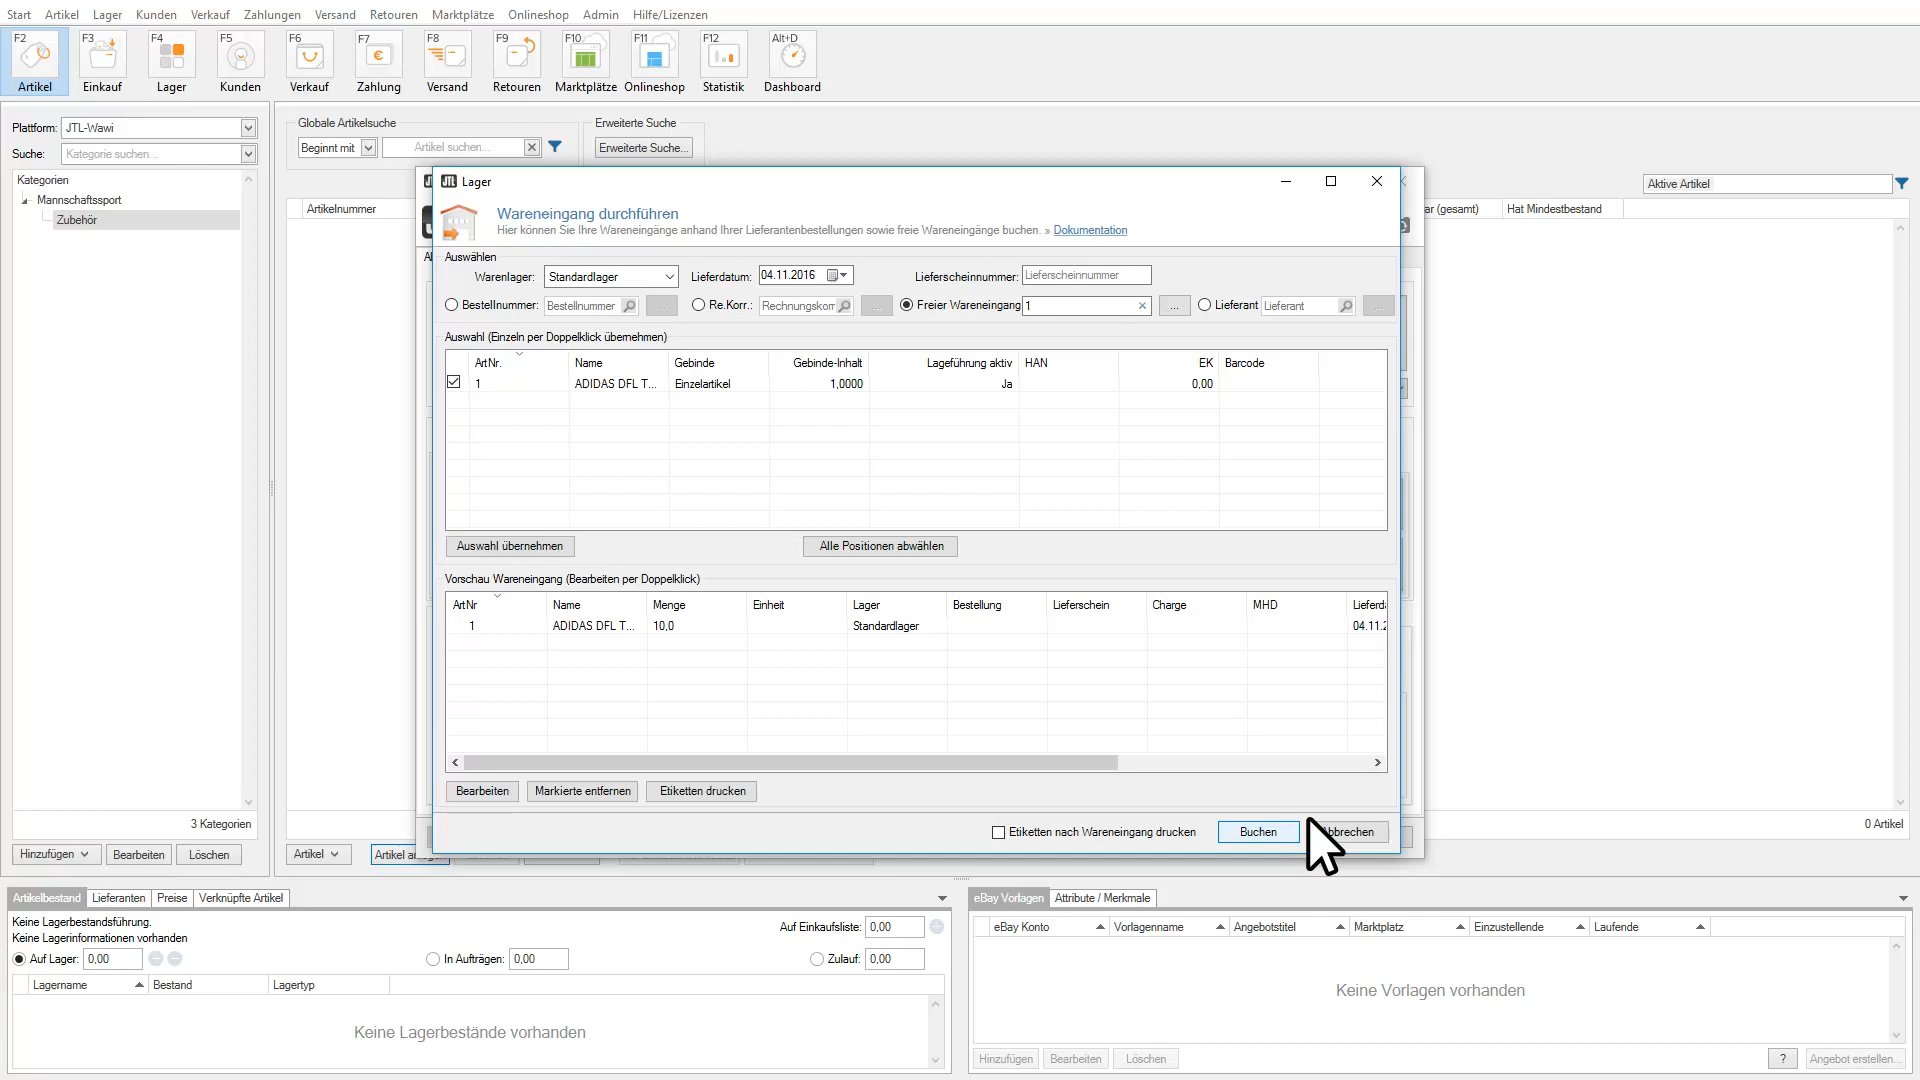 Start Artikel Lager Kunden Verkauf Zahlungen Versand Retouren Marktplätze Onlineshop Admin Hilfe/Lizenzen
F2 F3 F4 F5 F6 F7 F8 F9 F10 F11 F12 Alt+D
Artikel Einkauf Lager Kunden Verkauf Zahlung Versand Retouren Marktplätze Onlineshop Statistik Dashboard
Plattform: JTL-Wawi
Suche: Kategorie suchen...
Kategorien
Mannschaftssport
Zubehör
3 Kategorien
Hinzufügen Bearbeiten Löschen
Globale Artikelsuche
Beginnt mit Artikel suchen...
Erweiterte Suche
Erweiterte Suche...
Aktive Artikel
Artikelnummer
ar (gesamt) Hat Mindestbestand
0 Artikel
Artikel
JTL Lager
Wareneingang durchführen
Hier können Sie Ihre Wareneingänge anhand Ihrer Lieferantenbestellungen sowie freie Wareneingänge buchen. » Dokumentation
Auswählen
Warenlager: Standardlager Lieferdatum: 04.11.2016 Lieferscheinnummer: Lieferscheinnummer
Bestellnummer: Bestellnummer ... Re.Korr.: Rechnungskorr ... Freier Wareneingang 1 ... Lieferant Lieferant ...
Auswahl (Einzeln per Doppelklick übernehmen)
ArtNr. Name Gebinde Gebinde-Inhalt Lageführung aktiv HAN EK Barcode
1 ADIDAS DFL T... Einzelartikel 1,0000 Ja 0,00
Auswahl übernehmen Alle Positionen abwählen
Vorschau Wareneingang (Bearbeiten per Doppelklick)
ArtNr Name Menge Einheit Lager Bestellung Lieferschein Charge MHD Lieferda
1 ADIDAS DFL T... 10,0 Standardlager 04.11.2
Bearbeiten Markierte entfernen Etiketten drucken
Etiketten nach Wareneingang drucken Buchen Abbrechen
Artikelbestand Lieferanten Preise Verknüpfte Artikel
Keine Lagerbestandsführung.
Keine Lagerinformationen vorhanden
Auf Einkaufsliste: 0,00
Auf Lager: 0,00 In Aufträgen: 0,00 Zulauf: 0,00
Lagername Bestand Lagertyp
Keine Lagerbestände vorhanden
eBay Vorlagen Attribute / Merkmale
eBay Konto Vorlagenname Angebotstitel Marktplatz Einzustellende Laufende
Keine Vorlagen vorhanden
Hinzufügen Bearbeiten Löschen ? Angebot erstellen...